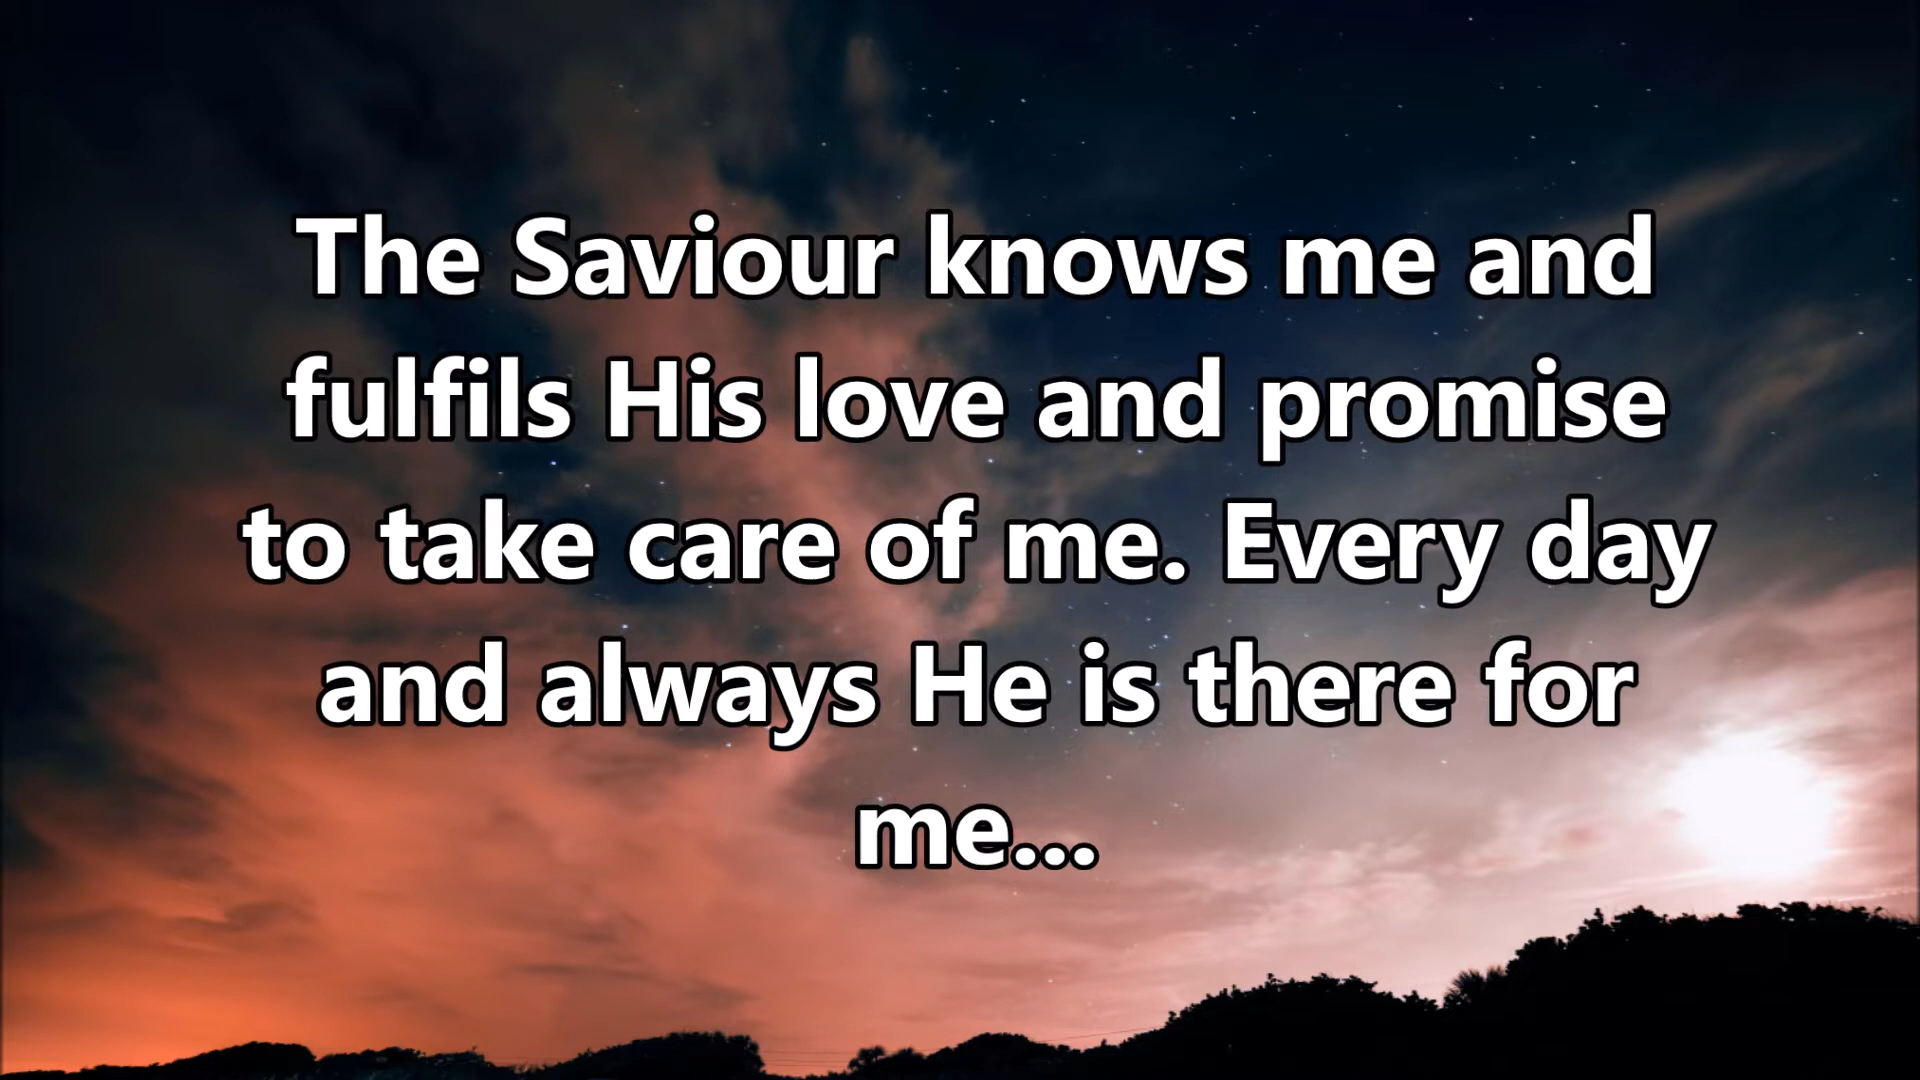 The Saviour knows me and
fulfils His love and promise
to take care of me. Every day
and always He is there for
me...